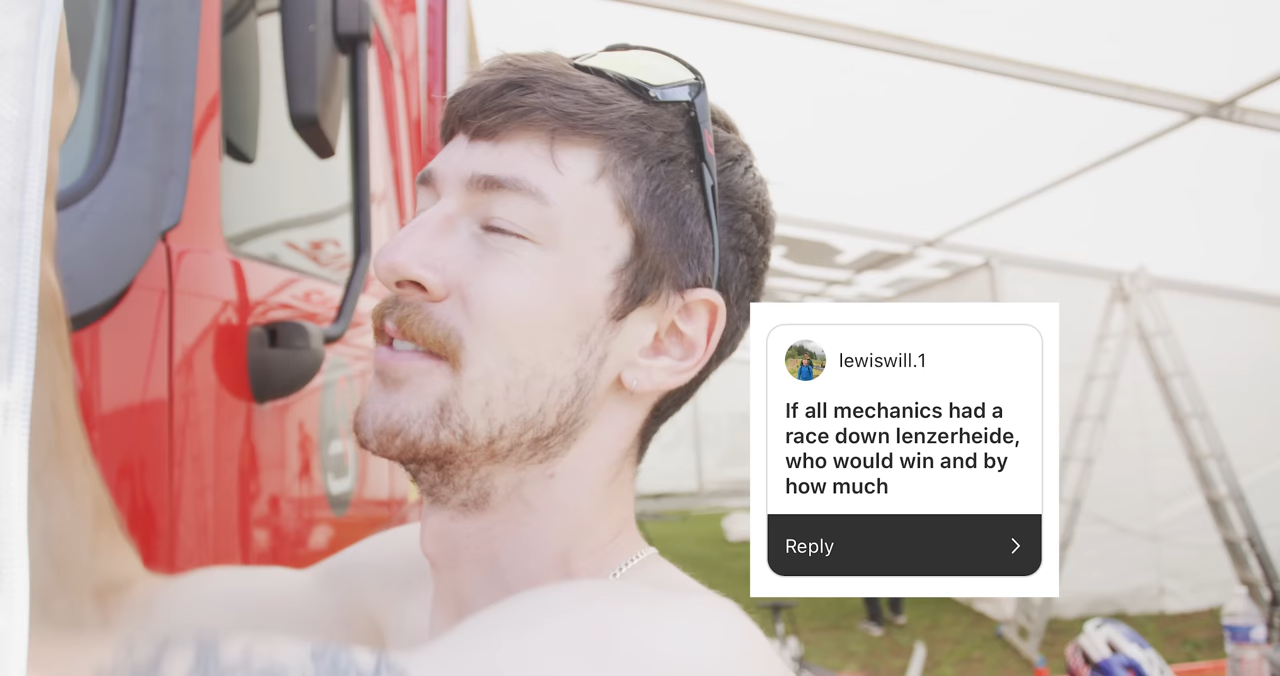 lewiswill.1
If all mechanics had a
race down lenzerheide,
who would win and by
how much
Reply